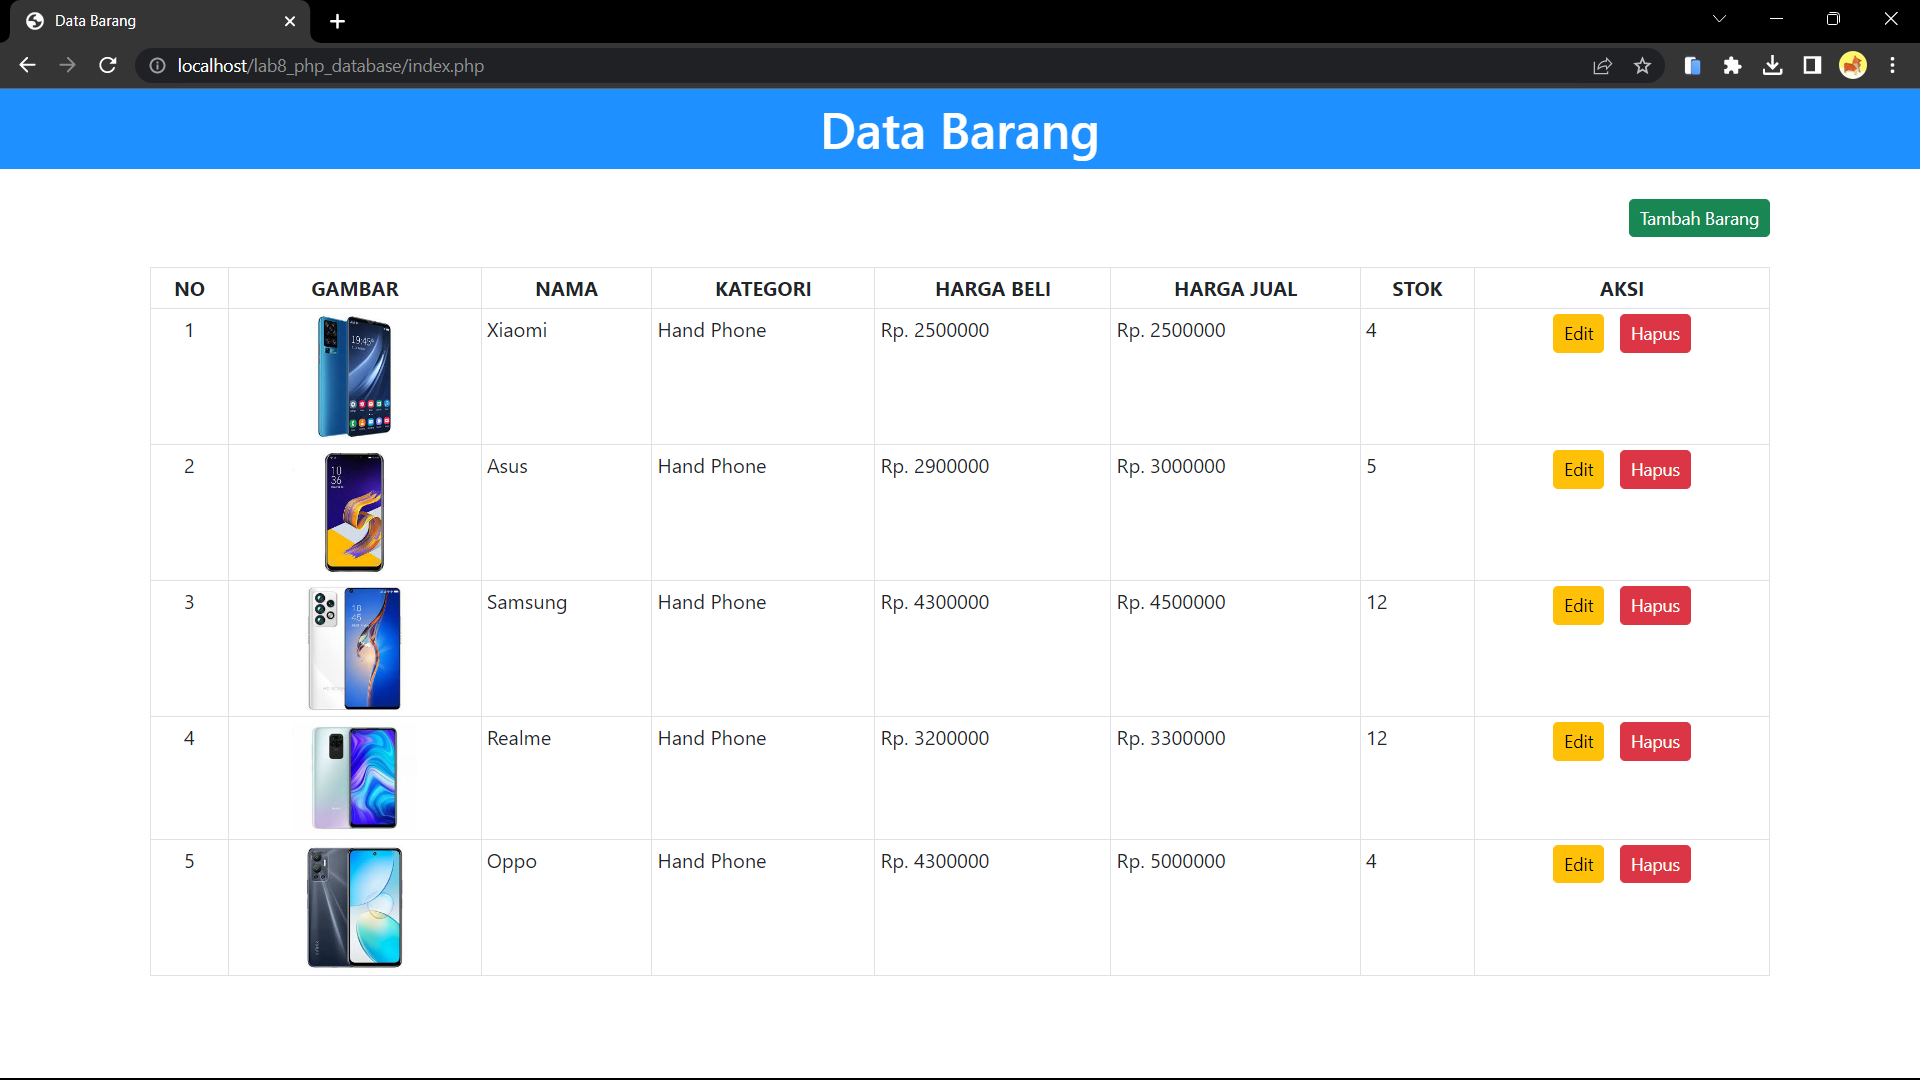 Data Barang
localhost/lab8_php_database/index.php
Data Barang
Tambah Barang
NO GAMBAR NAMA KATEGORI HARGA BELI HARGA JUAL STOK AKSI
1 Xiaomi Hand Phone Rp. 2500000 Rp. 2500000 4 Edit Hapus
19:45
2 Asus Hand Phone Rp. 2900000 Rp. 3000000 5 Edit Hapus
10
36
3 Samsung Hand Phone Rp. 4300000 Rp. 4500000 12 Edit Hapus
10
45
4 Realme Hand Phone Rp. 3200000 Rp. 3300000 12 Edit Hapus
5 Oppo Hand Phone Rp. 4300000 Rp. 5000000 4 Edit Hapus